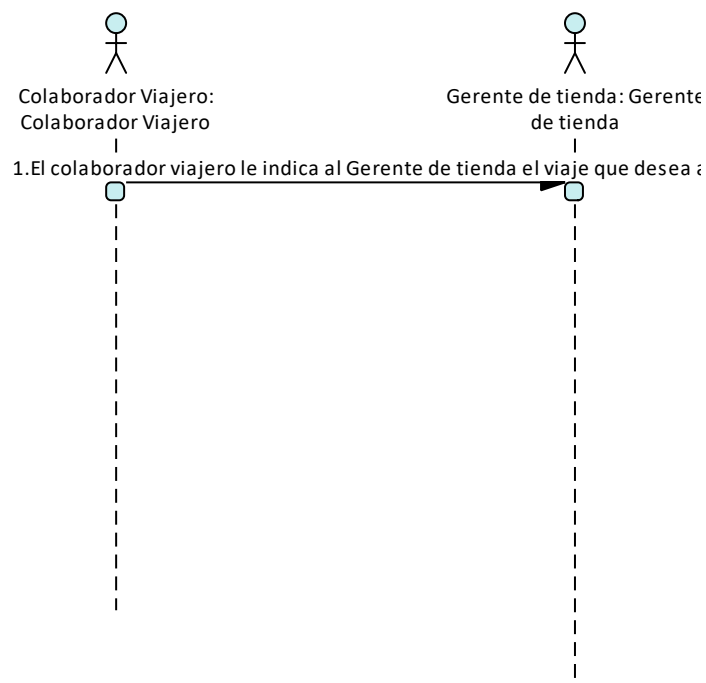 Colaborador Viajero:
Colaborador Viajero
Gerente de tienda: Gerente
de tienda
1.El colaborador viajero le indica al Gerente de tienda el viaje que desea a